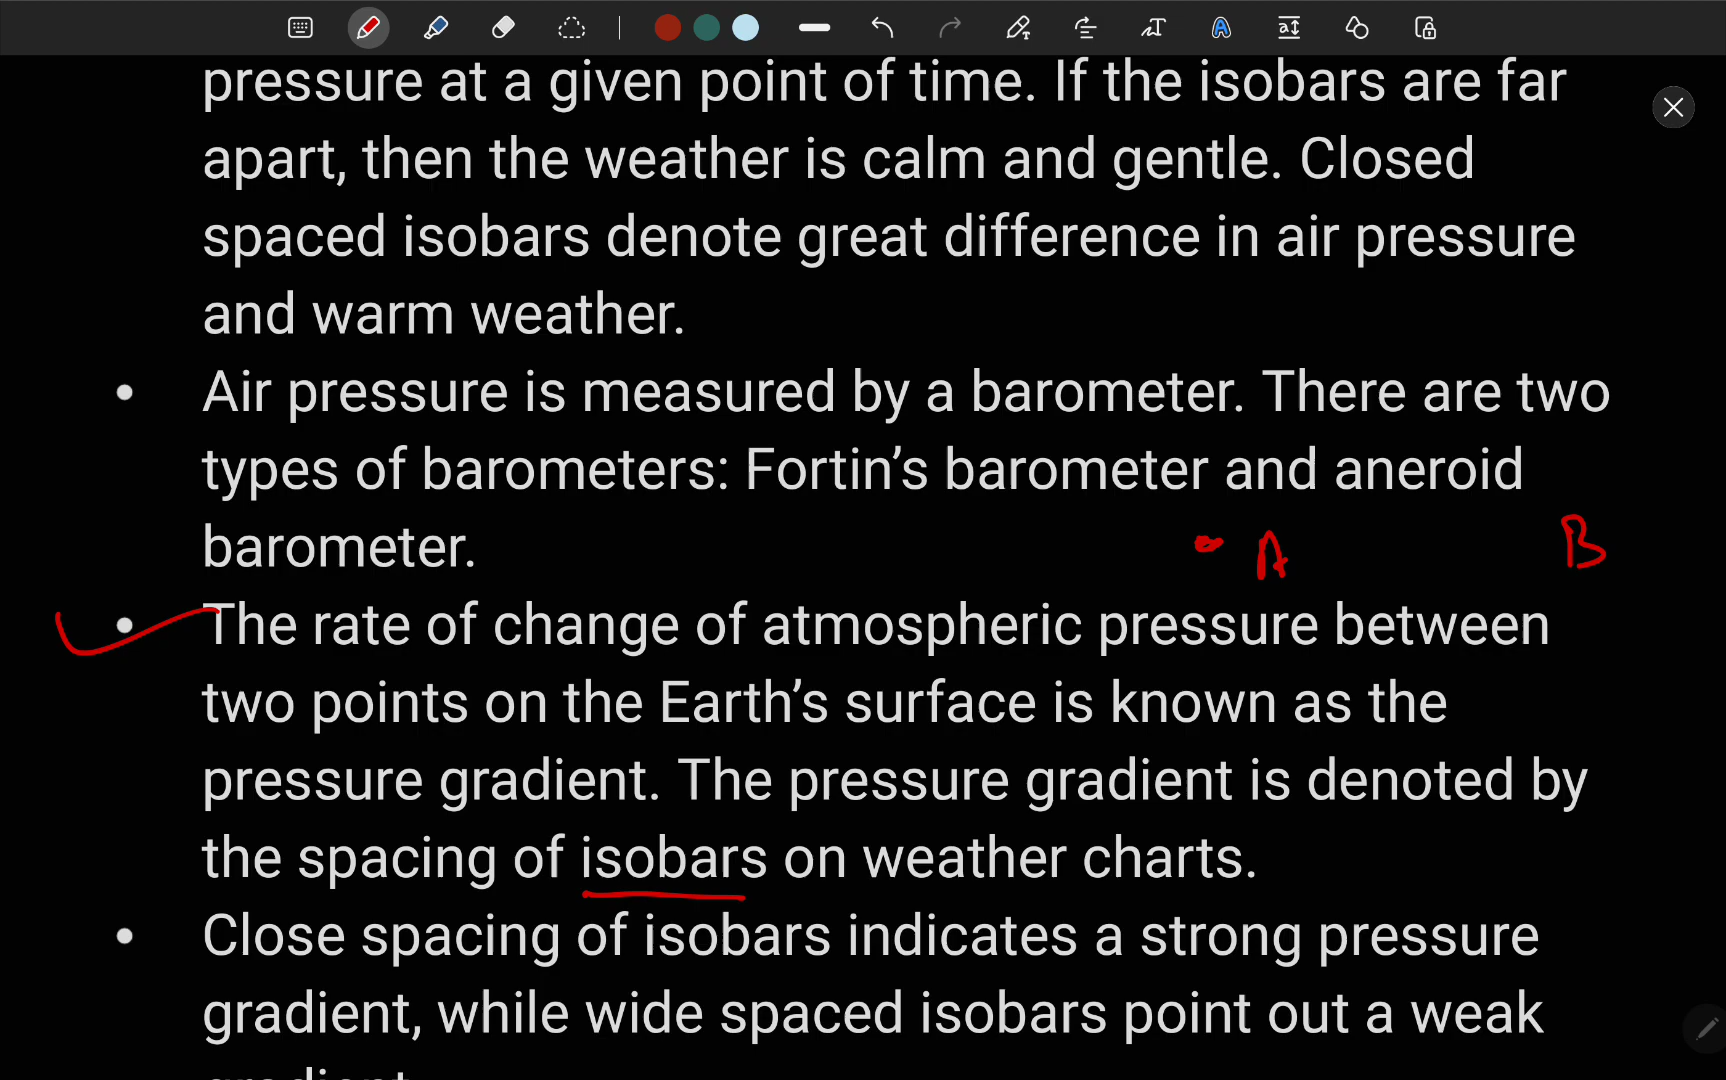 pressure at a given point of time. If the isobars are far
apart, then the weather is calm and gentle. Closed
spaced isobars denote great difference in air pressure
and warm weather.
• Air pressure is measured by a barometer. There are two
types of barometers: Fortin’s barometer and aneroid
barometer.
A B
• The rate of change of atmospheric pressure between
two points on the Earth’s surface is known as the
pressure gradient. The pressure gradient is denoted by
the spacing of isobars on weather charts.
• Close spacing of isobars indicates a strong pressure
gradient, while wide spaced isobars point out a weak